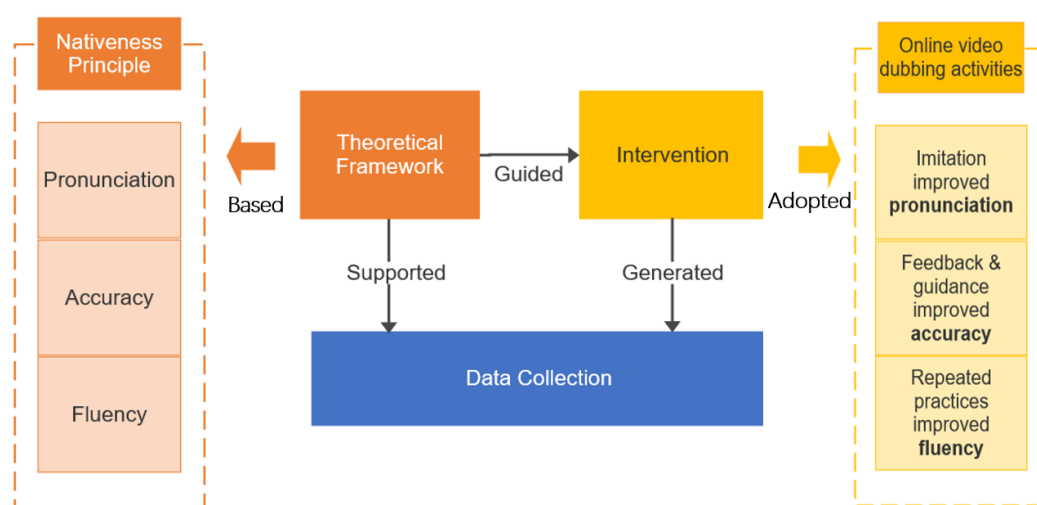 Nativeness
Principle
Pronunciation
Accuracy
Fluency
Based
Theoretical
Framework
Guided
Intervention
Supported
Generated
Data Collection
Adopted
Online video
dubbing activities
Imitation
improved
pronunciation
Feedback &
guidance
improved
accuracy
Repeated
practices
improved
fluency